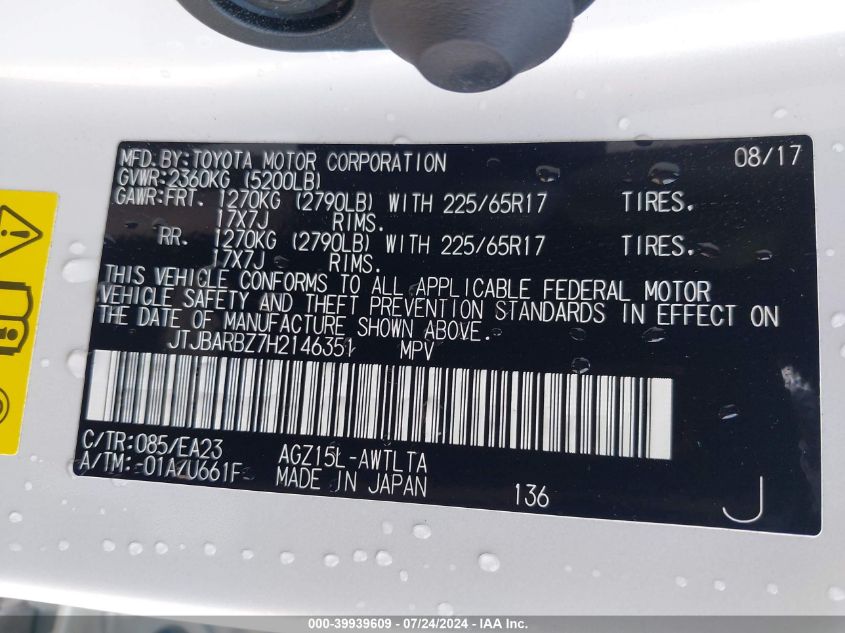 MFD.BY:TOYOTA MOTOR CORPORATION 08/17
GVWR:2360KG (5200LB)
GAWR:FRT. 1270KG (2790LB) WITH 225/65R17 TIRES.
17X7J RIMS.
RR. 1270KG (2790LB) WITH 225/65R17 TIRES.
17X7J RIMS.
THIS VEHICLE CONFORMS TO ALL APPLICABLE FEDERAL MOTOR
VEHICLE SAFETY AND THEFT PREVENTION STANDARDS IN EFFECT ON
THE DATE OF MANUFACTURE SHOWN ABOVE.
JTJBARBZ7H2146351 MPV
C/TR:085/EA23 AGZ15L-AWTLTA
A/TM:-01A/U661F MADE IN JAPAN 136 J
000-39939609 - 07/24/2024 - IAA Inc.